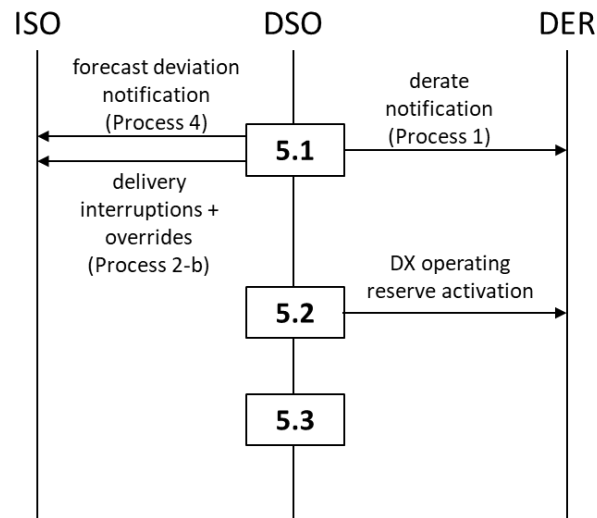 ISO
DSO
DER
forecast deviation
notification
(Process 4)
derate
notification
(Process 1)
5.1
delivery
interruptions +
overrides
(Process 2-b)
DX operating
reserve activation
5.2
5.3